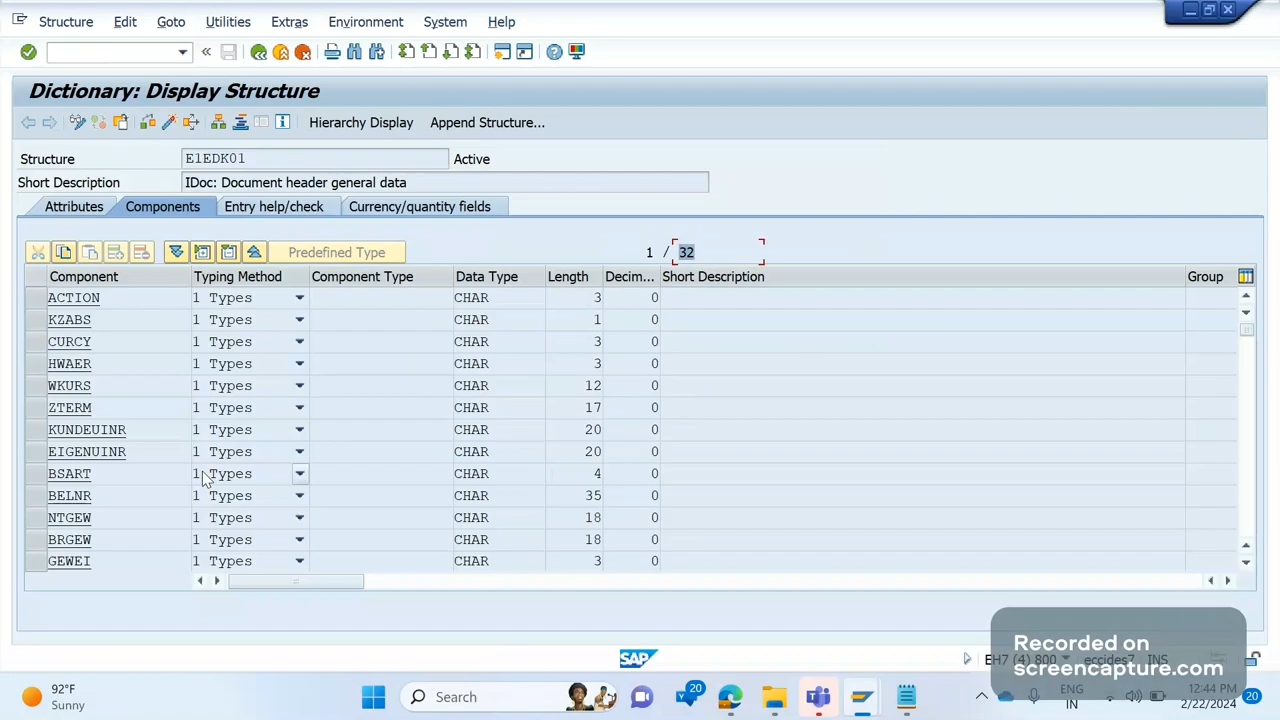 Structure Edit Goto Utilities Extras Environment System Help
Dictionary: Display Structure
Hierarchy Display Append Structure...
Structure E1EDK01 Active
Short Description IDoc: Document header general data
Attributes Components Entry help/check Currency/quantity fields
Predefined Type 1 / 32
Component Typing Method Component Type Data Type Length Decim... Short Description Group
ACTION 1 Types CHAR 3 0
KZABS 1 Types CHAR 1 0
CURCY 1 Types CHAR 3 0
HWAER 1 Types CHAR 3 0
WKURS 1 Types CHAR 12 0
ZTERM 1 Types CHAR 17 0
KUNDEUINR 1 Types CHAR 20 0
EIGENUINR 1 Types CHAR 20 0
BSART 1 Types CHAR 4 0
BELNR 1 Types CHAR 35 0
NTGEW 1 Types CHAR 18 0
BRGEW 1 Types CHAR 18 0
GEWEI 1 Types CHAR 3 0
Recorded on
screencapture.com
SAP EH7 (4) 800 eccides7 INS
92°F
Sunny
Search
20
ENG
IN
12:44 PM
2/22/2024
20